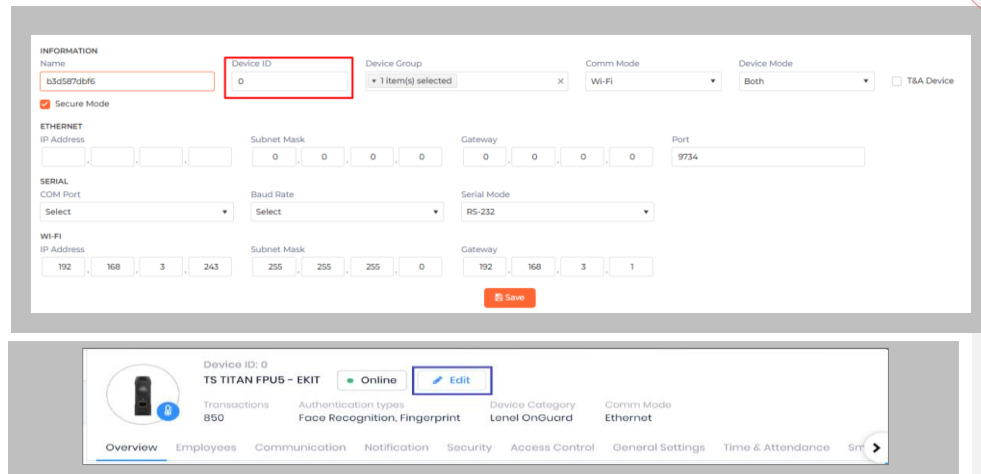 INFORMATION
Name Device ID Device Group Comm Mode Device Mode
b3d587dbf6 0 1 item(s) selected × Wi-Fi Both T&A Device
Secure Mode
ETHERNET
IP Address Subnet Mask Gateway Port
. . . 0 . 0 . 0 . 0 0 . 0 . 0 . 0 9734
SERIAL
COM Port Baud Rate Serial Mode
Select Select RS-232
WI-FI
IP Address Subnet Mask Gateway
192 . 168 . 3 . 243 255 . 255 . 255 . 0 192 . 168 . 3 . 1
Save
Device ID: 0
TS TITAN FPU5 - EKIT Online Edit
Transactions Authentication types Device Category Comm Mode
850 Face Recognition, Fingerprint Lenel OnGuard Ethernet
Overview Employees Communication Notification Security Access Control General Settings Time & Attendance